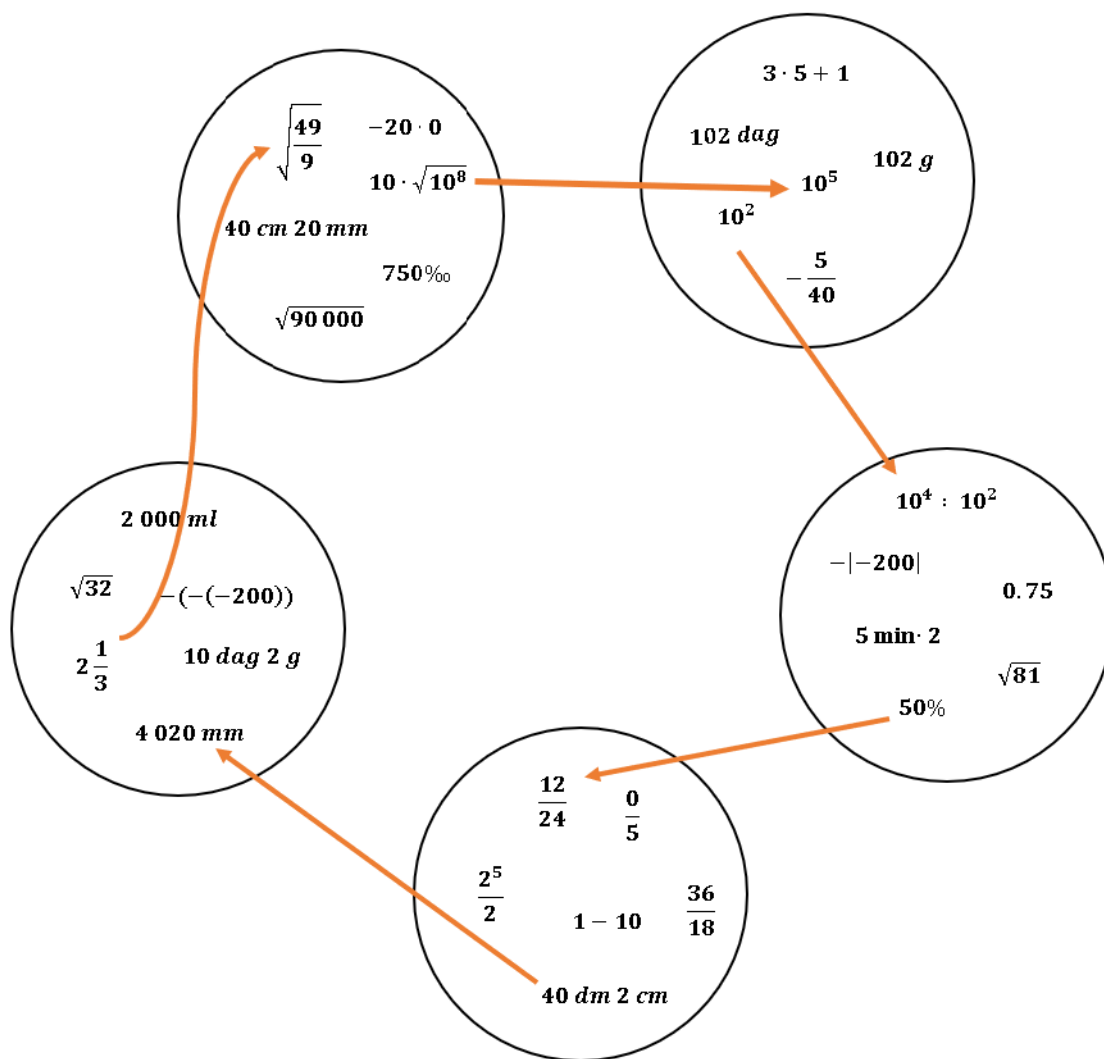 √(49/9)
−20 · 0
10 · √(10⁸)
40 cm 20 mm
750‰
√(90 000)
3 · 5 + 1
102 dag
102 g
10⁵
10²
−5/40
10⁴ : 10²
−|−200|
0.75
5 min· 2
√81
50%
2 000 ml
√32
−(−(−200))
2 1/3
10 dag 2 g
4 020 mm
12/24
0/5
2⁵/2
1 − 10
36/18
40 dm 2 cm